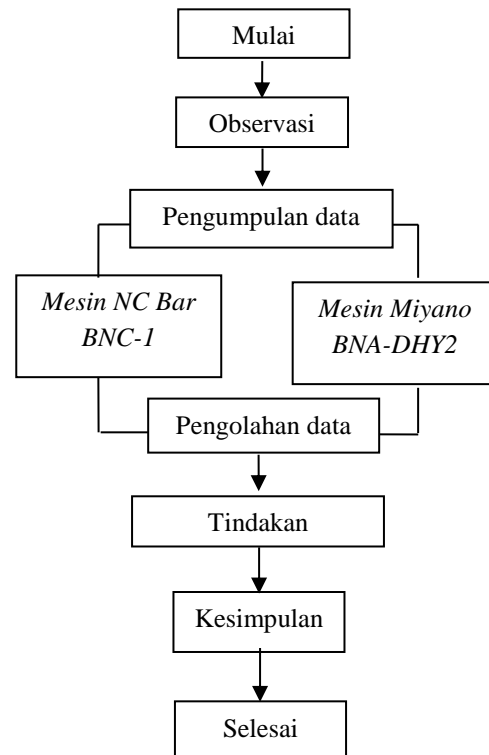 Mulai
Observasi
Pengumpulan data
Mesin NC Bar
BNC-1
Mesin Miyano
BNA-DHY2
Pengolahan data
Tindakan
Kesimpulan
Selesai